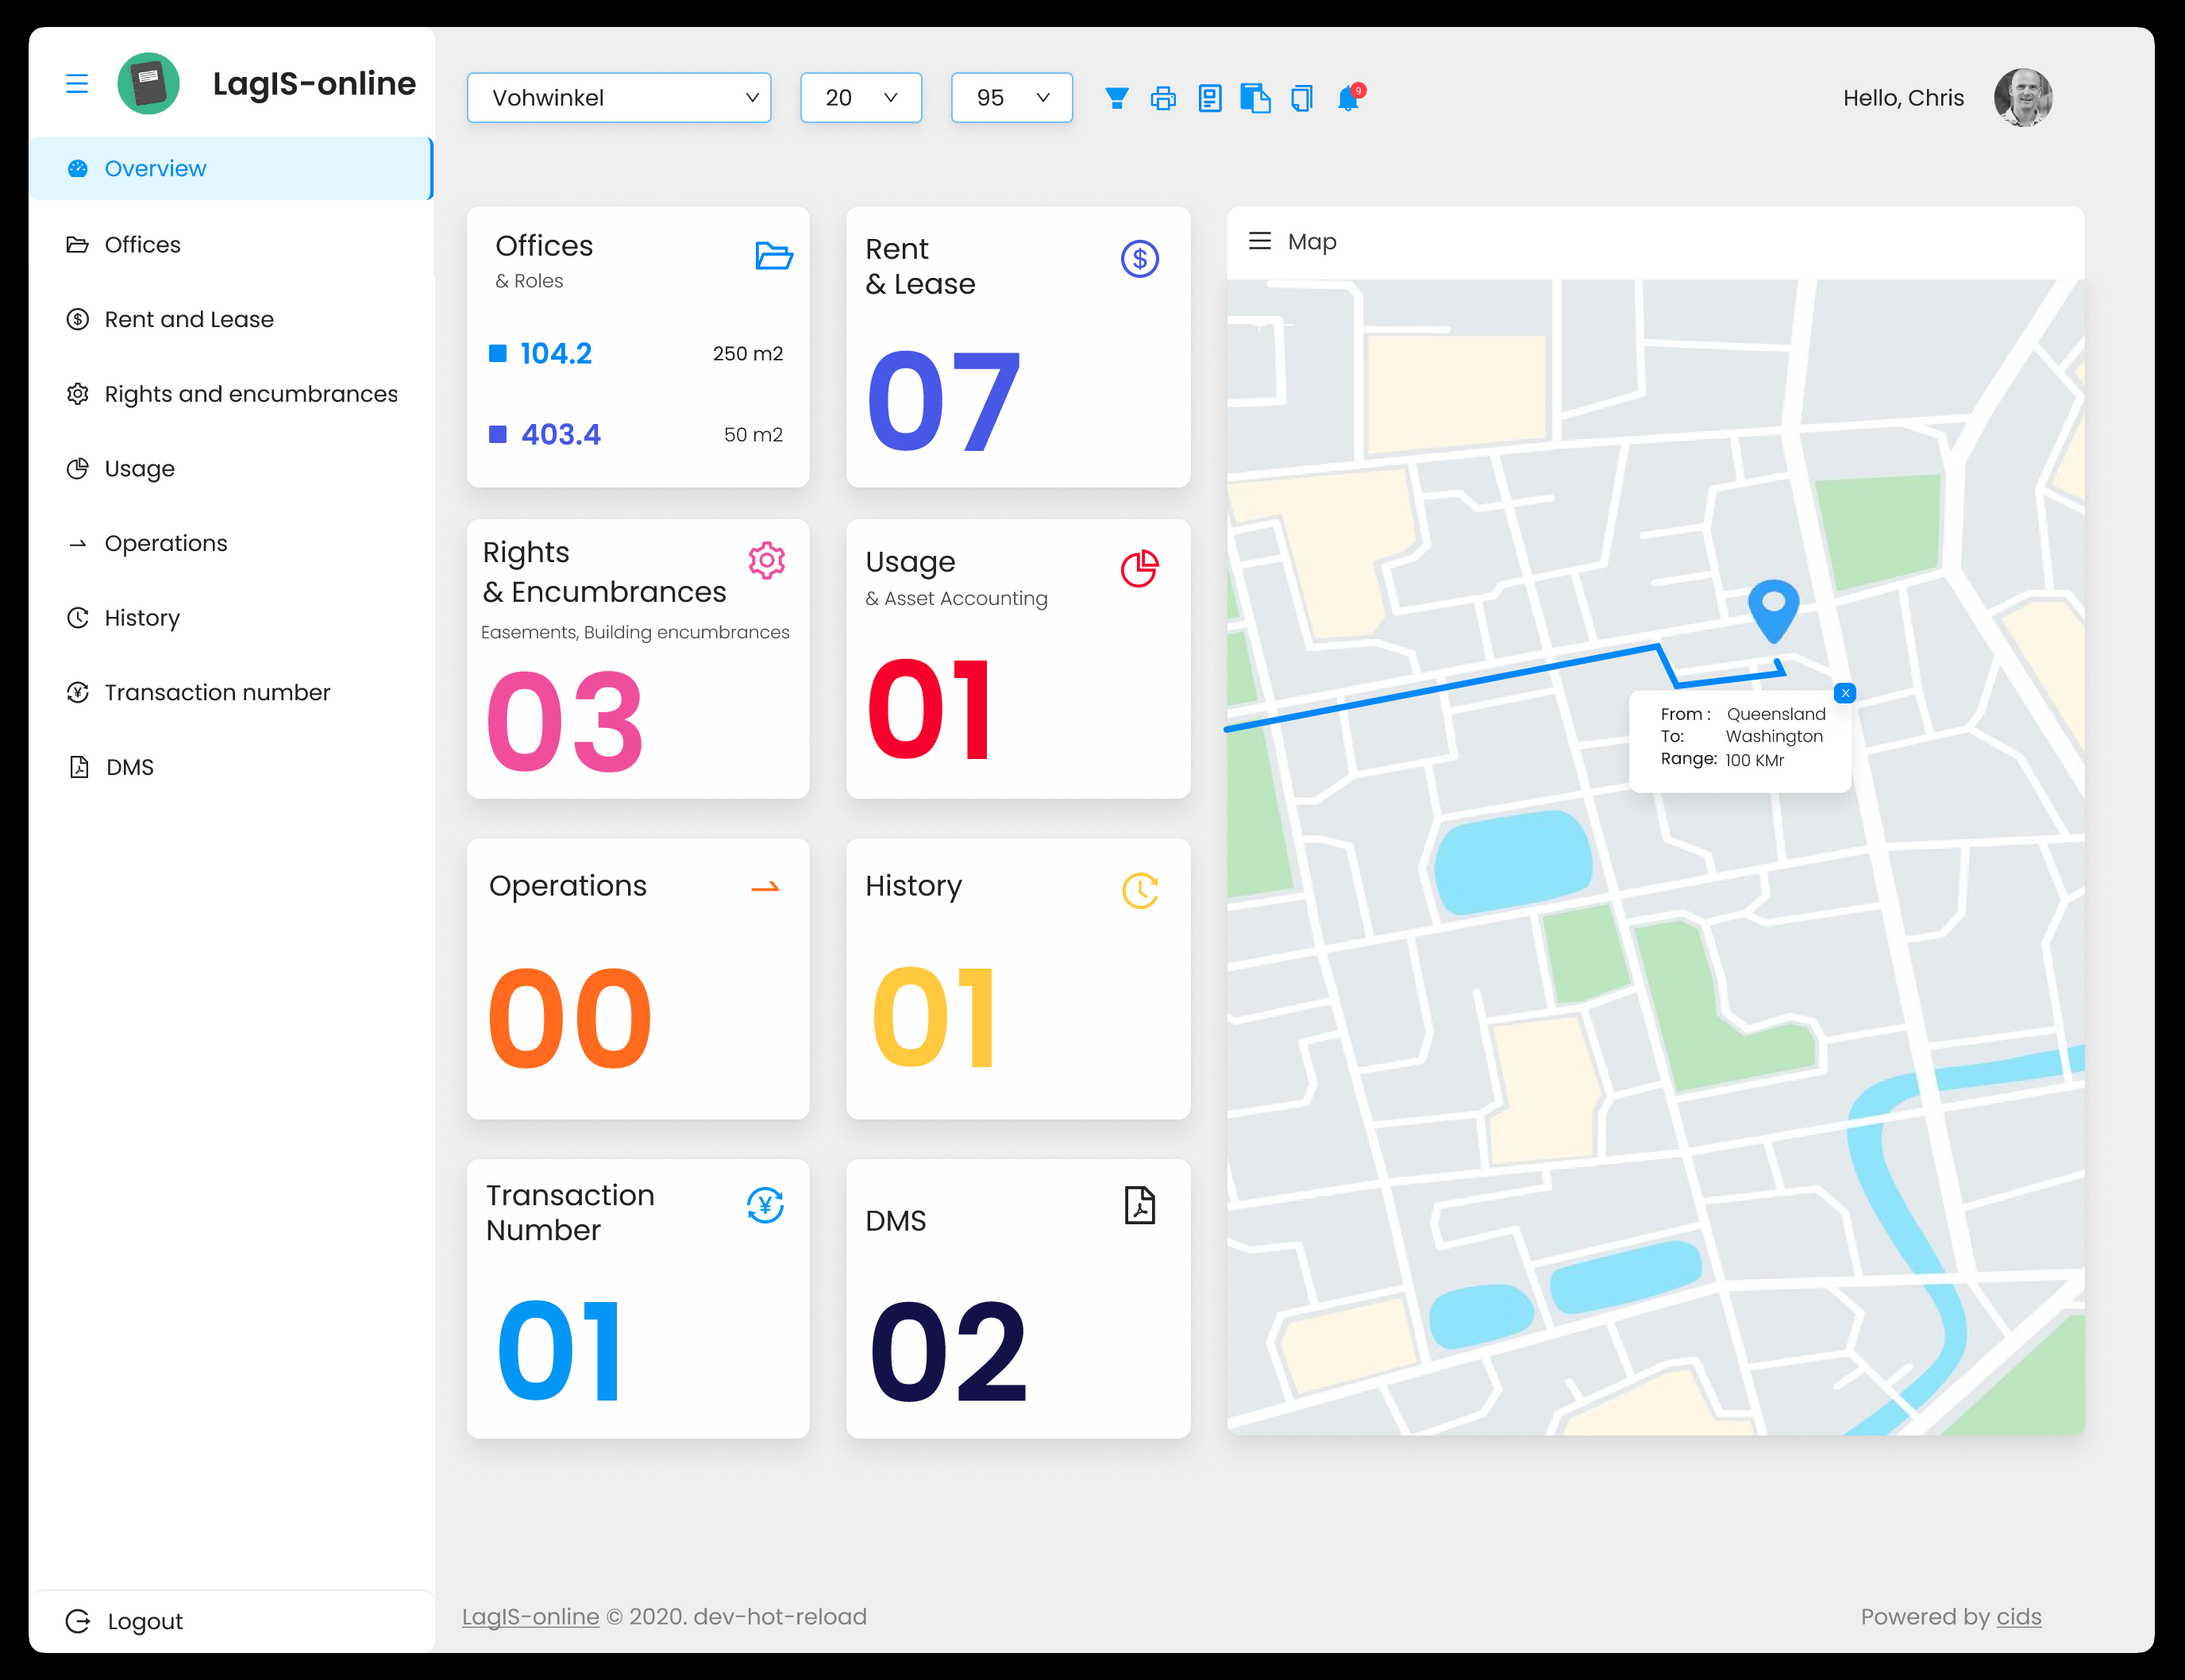 LagIS-online
Overview
Offices
Rent and Lease
Rights and encumbrances
Usage
Operations
History
Transaction number
DMS
Logout
Vohwinkel
20
95
9
Hello, Chris
Offices
& Roles
104.2 250 m2
403.4 50 m2
Rent
& Lease
07
Rights
& Encumbrances
Easements, Building encumbrances
03
Usage
& Asset Accounting
01
Operations
00
History
01
Transaction
Number
01
DMS
02
Map
X
From : Queensland
To: Washington
Range: 100 KMr
LagIS-online © 2020. dev-hot-reload
Powered by cids